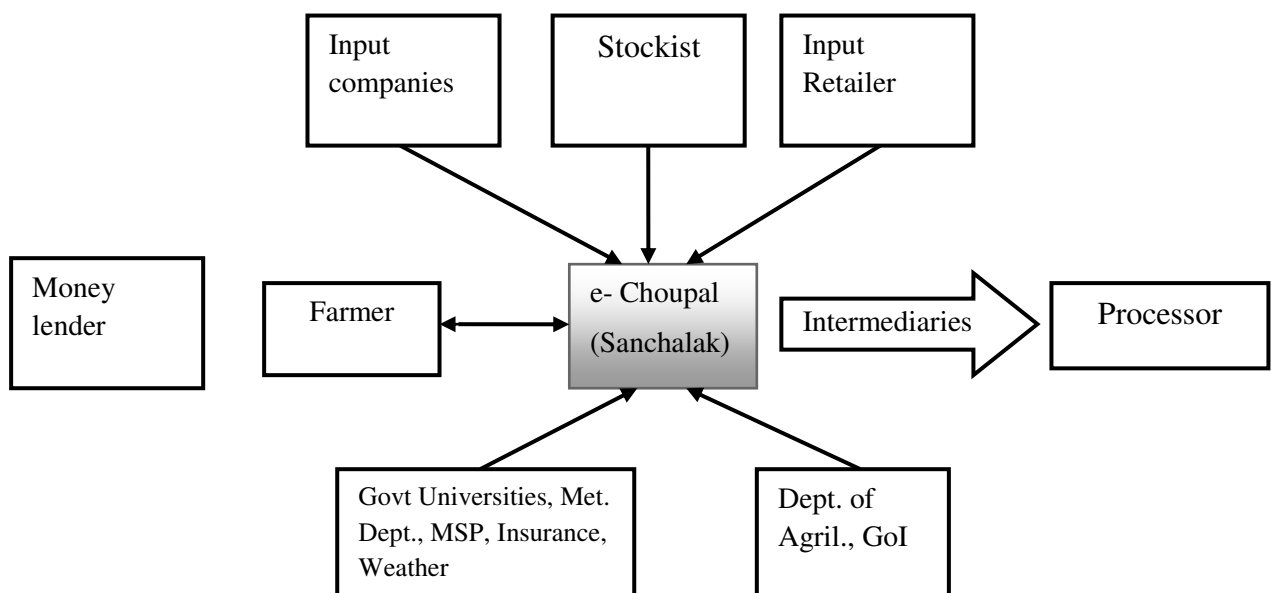 Input
companies
Stockist
Input
Retailer
Money
lender
Farmer
e- Choupal
(Sanchalak)
Intermediaries
Processor
Govt Universities, Met.
Dept., MSP, Insurance,
Weather
Dept. of
Agril., GoI